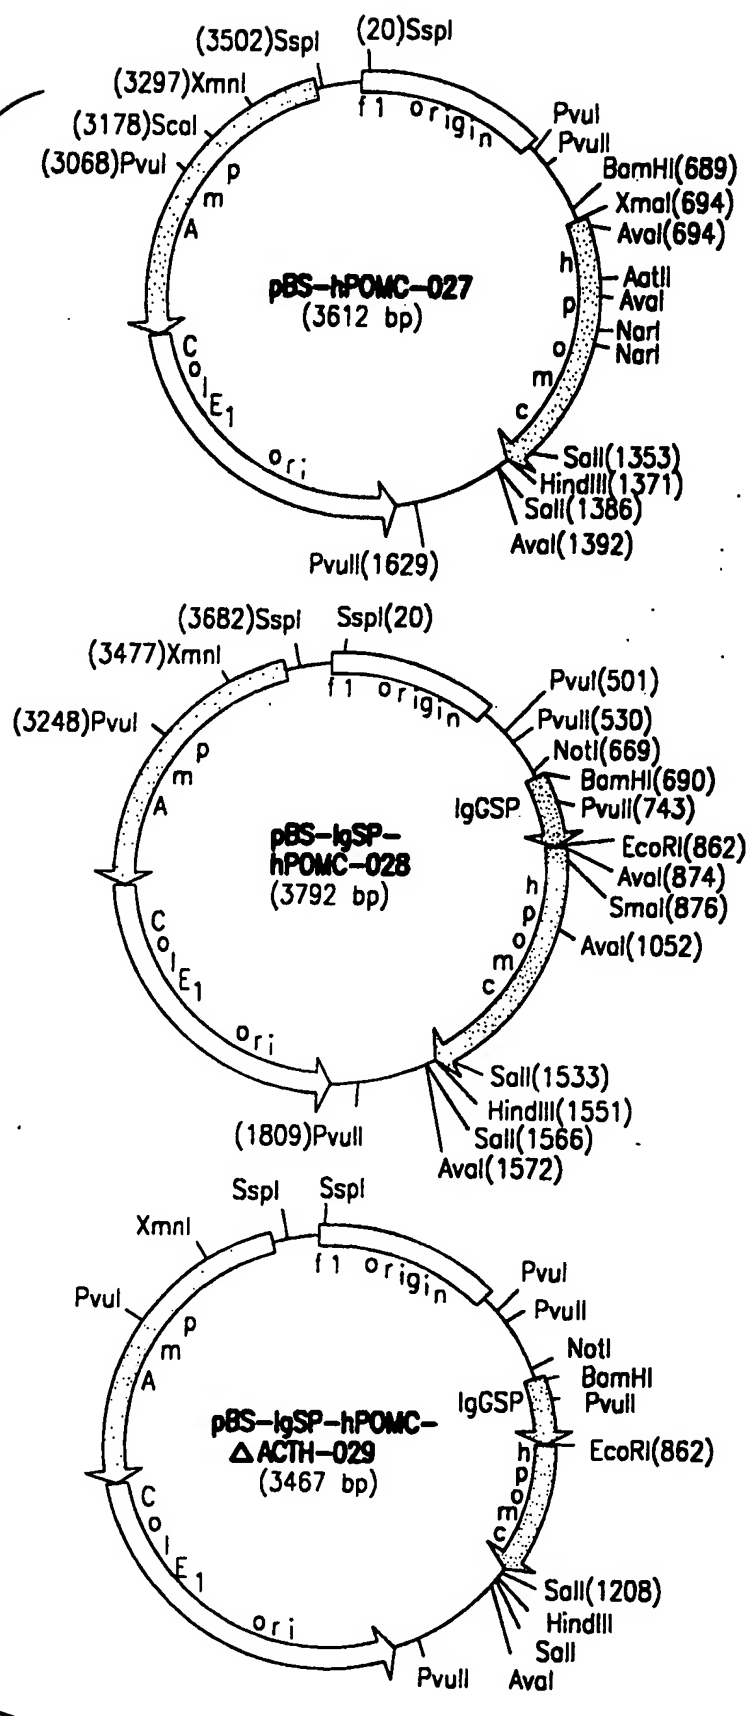 (3502)SspI
(20)SspI
(3297)XmnI
(3178)ScaI
(3068)PvuI
Amp
f1 origin
PvuI
PvuII
BamHI(689)
XmaI(694)
AvaI(694)
AatII
AvaI
NarI
NarI
hpomc
pBS-hPOMC-027
(3612 bp)
ColE1 ori
SalI(1353)
HindIII(1371)
SalI(1386)
AvaI(1392)
PvuII(1629)
(3682)SspI
SspI(20)
(3477)XmnI
(3248)PvuI
Amp
f1 origin
PvuI(501)
PvuII(530)
NotI(669)
BamHI(690)
IgGSP
PvuII(743)
EcoRI(862)
AvaI(874)
SmaI(876)
AvaI(1052)
hpomc
pBS-IgSP-
hPOMC-028
(3792 bp)
ColE1 ori
SalI(1533)
HindIII(1551)
SalI(1566)
AvaI(1572)
(1809)PvuII
SspI
SspI
XmnI
PvuI
Amp
f1 origin
PvuI
PvuII
NotI
BamHI
IgGSP
PvuII
EcoRI(862)
hpomc
pBS-IgSP-hPOMC-
ΔACTH-029
(3467 bp)
ColE1 ori
SalI(1208)
HindIII
SalI
AvaI
PvuII